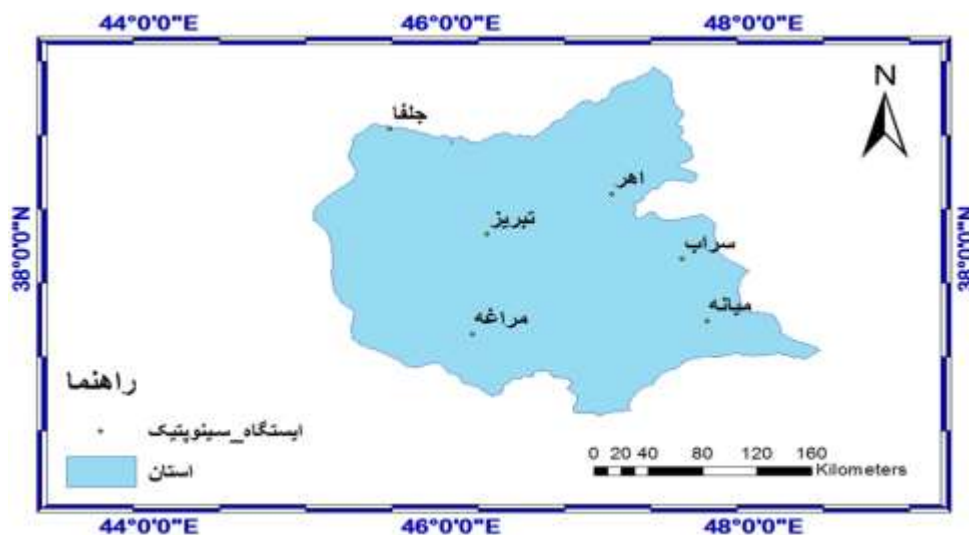 44°0'0"E 46°0'0"E 48°0'0"E
N
جلفا
اهر
تبریز
38°0'0"N
38°0'0"N
سراب
میانه
مراغه
راهنما
ایستگاه_سینوپتیک
استان
0 20 40 80 120 160
Kilometers
44°0'0"E 46°0'0"E 48°0'0"E